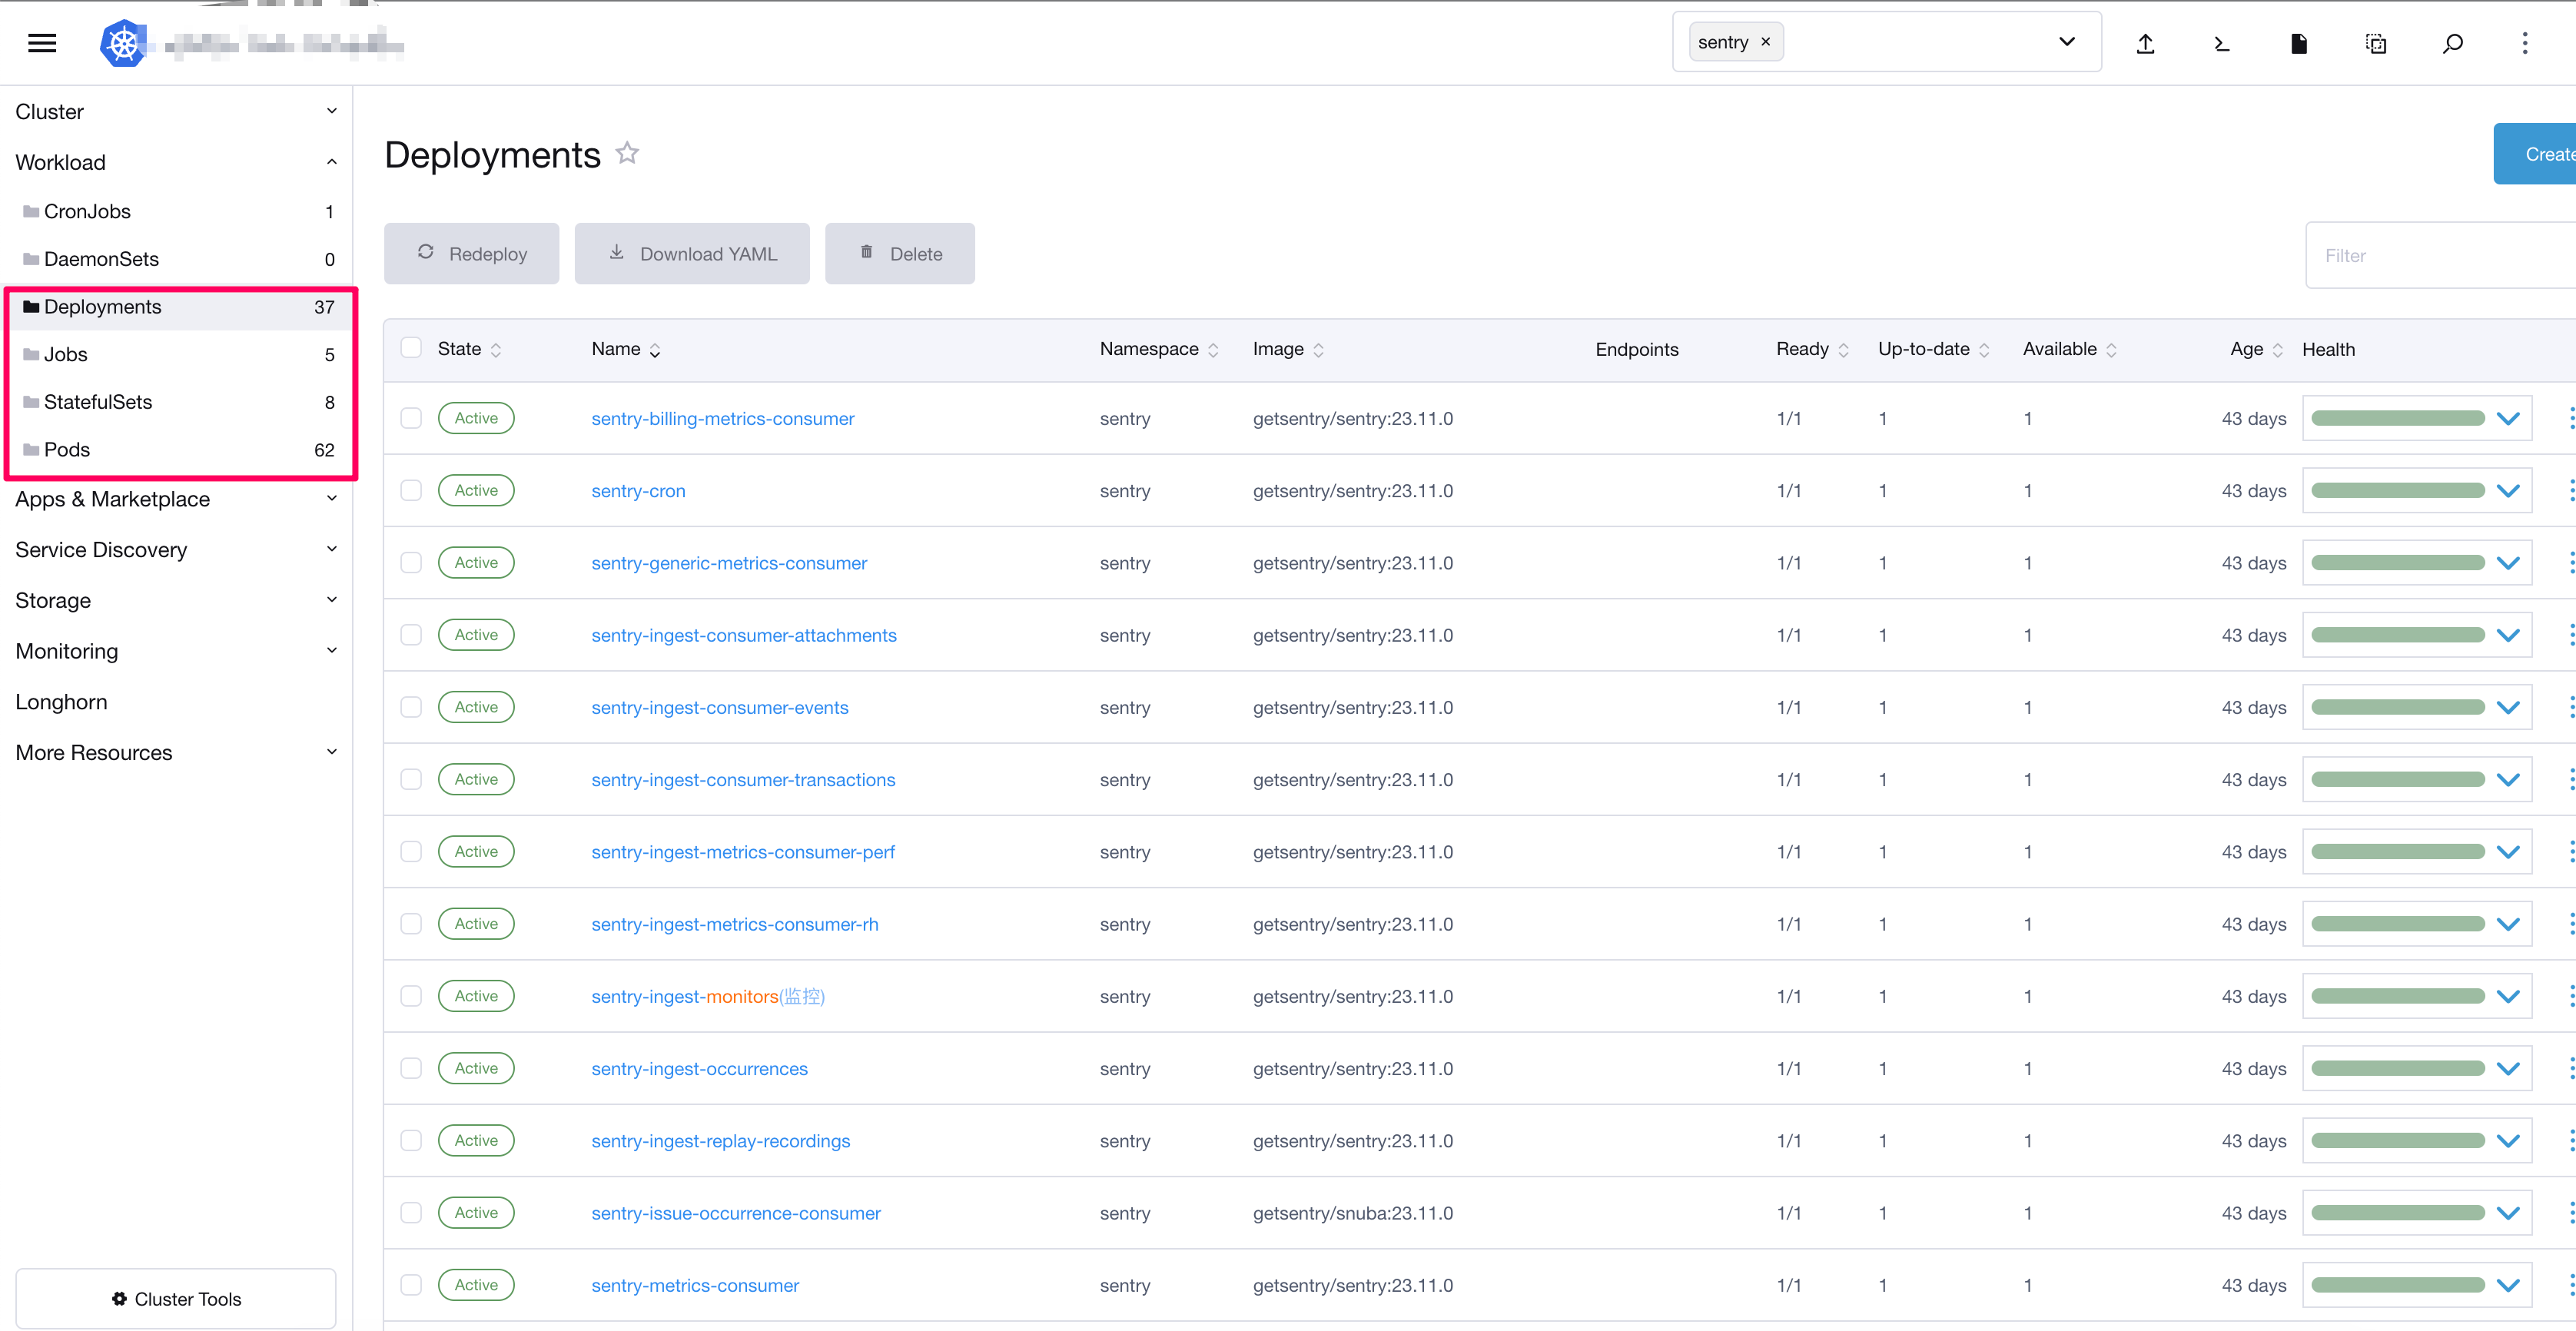 sentry ×
Cluster
Workload
CronJobs 1
DaemonSets 0
Deployments 37
Jobs 5
StatefulSets 8
Pods 62
Apps & Marketplace
Service Discovery
Storage
Monitoring
Longhorn
More Resources
Cluster Tools
Deployments
Create
Redeploy Download YAML Delete
Filter
State Name Namespace Image Endpoints Ready Up-to-date Available Age Health
Active sentry-billing-metrics-consumer sentry getsentry/sentry:23.11.0 1/1 1 1 43 days
Active sentry-cron sentry getsentry/sentry:23.11.0 1/1 1 1 43 days
Active sentry-generic-metrics-consumer sentry getsentry/sentry:23.11.0 1/1 1 1 43 days
Active sentry-ingest-consumer-attachments sentry getsentry/sentry:23.11.0 1/1 1 1 43 days
Active sentry-ingest-consumer-events sentry getsentry/sentry:23.11.0 1/1 1 1 43 days
Active sentry-ingest-consumer-transactions sentry getsentry/sentry:23.11.0 1/1 1 1 43 days
Active sentry-ingest-metrics-consumer-perf sentry getsentry/sentry:23.11.0 1/1 1 1 43 days
Active sentry-ingest-metrics-consumer-rh sentry getsentry/sentry:23.11.0 1/1 1 1 43 days
Active sentry-ingest-monitors(监控) sentry getsentry/sentry:23.11.0 1/1 1 1 43 days
Active sentry-ingest-occurrences sentry getsentry/sentry:23.11.0 1/1 1 1 43 days
Active sentry-ingest-replay-recordings sentry getsentry/sentry:23.11.0 1/1 1 1 43 days
Active sentry-issue-occurrence-consumer sentry getsentry/snuba:23.11.0 1/1 1 1 43 days
Active sentry-metrics-consumer sentry getsentry/sentry:23.11.0 1/1 1 1 43 days